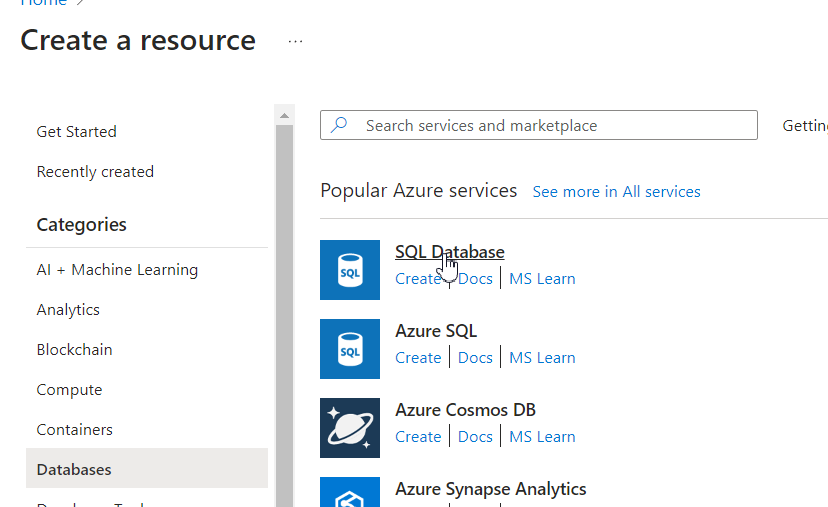 Home >
Create a resource ...
Get Started
Recently created
Categories
AI + Machine Learning
Analytics
Blockchain
Compute
Containers
Databases
Search services and marketplace
Getting
Popular Azure services See more in All services
SQL
SQL Database
Create | Docs | MS Learn
SQL
Azure SQL
Create | Docs | MS Learn
Azure Cosmos DB
Create | Docs | MS Learn
Azure Synapse Analytics